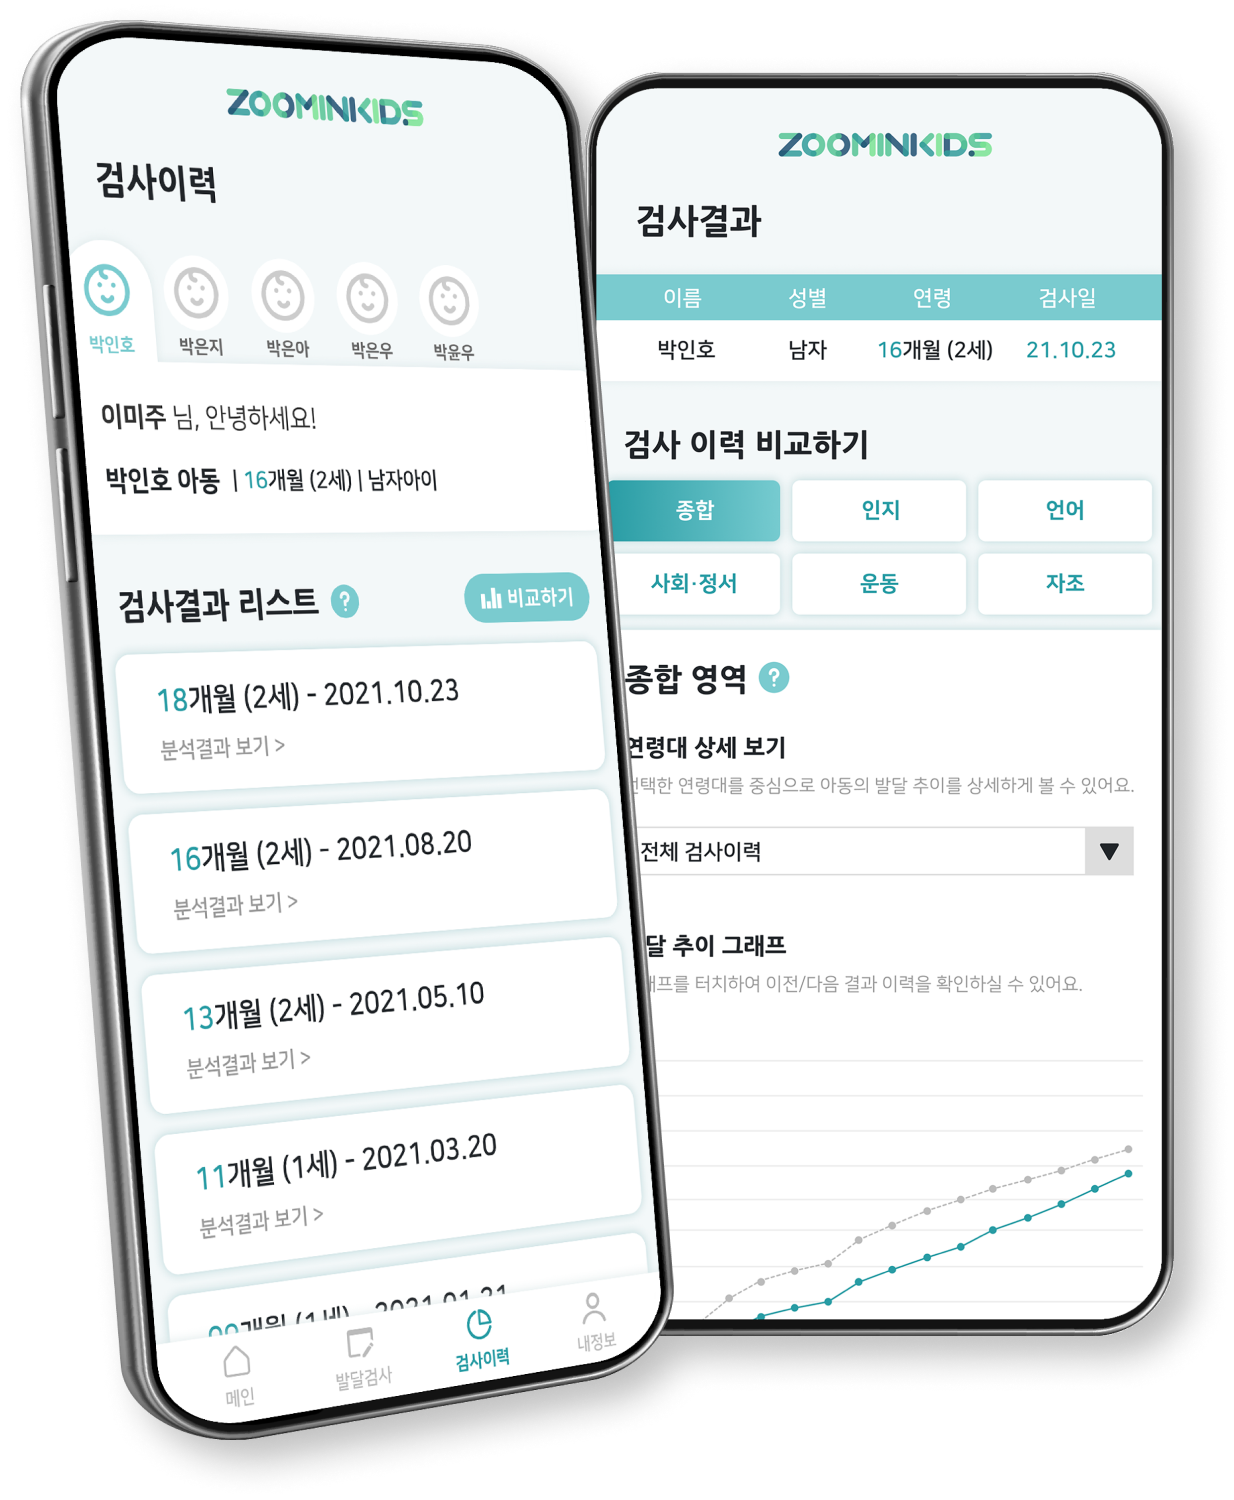 ZOOMINKIDS
검사이력
박인호 박은지 박은아 박은우 박윤우
이미주 님, 안녕하세요!
박인호 아동 | 16개월 (2세) | 남자아이
검사결과 리스트 ?
비교하기
18개월 (2세) - 2021.10.23
분석결과 보기 >
16개월 (2세) - 2021.08.20
분석결과 보기 >
13개월 (2세) - 2021.05.10
분석결과 보기 >
11개월 (1세) - 2021.03.20
분석결과 보기 >
메인 발달검사 검사이력 내정보
ZOOMINKIDS
검사결과
이름 성별 연령 검사일
박인호 남자 16개월 (2세) 21.10.23
검사 이력 비교하기
종합 인지 언어
사회·정서 운동 자조
종합 영역 ?
연령대 상세 보기
연령대를 중심으로 아동의 발달 추이를 상세하게 볼 수 있어요.
전체 검사이력
추이 그래프
터치하여 이전/다음 결과 이력을 확인하실 수 있어요.